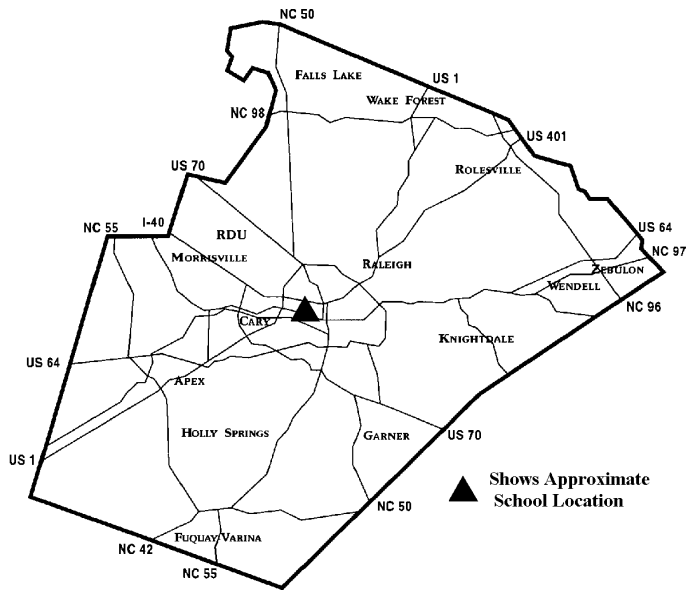 NC 50
FALLS LAKE
US 1
WAKE FOREST
NC 98
US 401
US 70
ROLESVILLE
NC 55
I-40
RDU
US 64
MORRISVILLE
NC 97
RALEIGH
ZEBULON
WENDELL
NC 96
CARY
KNIGHTDALE
US 64
APEX
HOLLY SPRINGS
GARNER
US 70
US 1
Shows Approximate
School Location
NC 50
FUQUAY VARINA
NC 42
NC 55